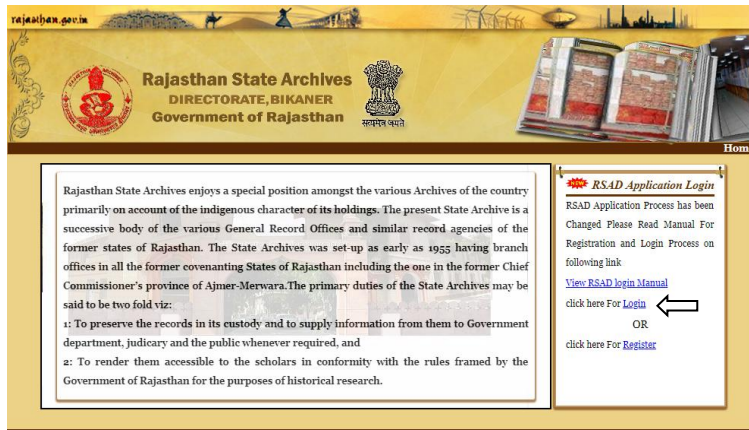 rajasthan.gov.in
Rajasthan State Archives
DIRECTORATE, BIKANER
Government of Rajasthan
सत्यमेव जयते
Hom
Rajasthan State Archives enjoys a special position amongst the various Archives of the country
primarily on account of the indigenous character of its holdings. The present State Archive is a
successive body of the various General Record Offices and similar record agencies of the
former states of Rajasthan. The State Archives was set-up as early as 1955 having branch
offices in all the former covenanting States of Rajasthan including the one in the former Chief
Commissioner's province of Ajmer-Merwara.The primary duties of the State Archives may be
said to be two fold viz:
1: To preserve the records in its custody and to supply information from them to Government
department, judicary and the public whenever required, and
2: To render them accessible to the scholars in conformity with the rules framed by the
Government of Rajasthan for the purposes of historical research.
NEW RSAD Application Login
RSAD Application Process has been
Changed Please Read Manual For
Registration and Login Process on
following link
View RSAD login Manual
click here For Login
OR
click here For Register